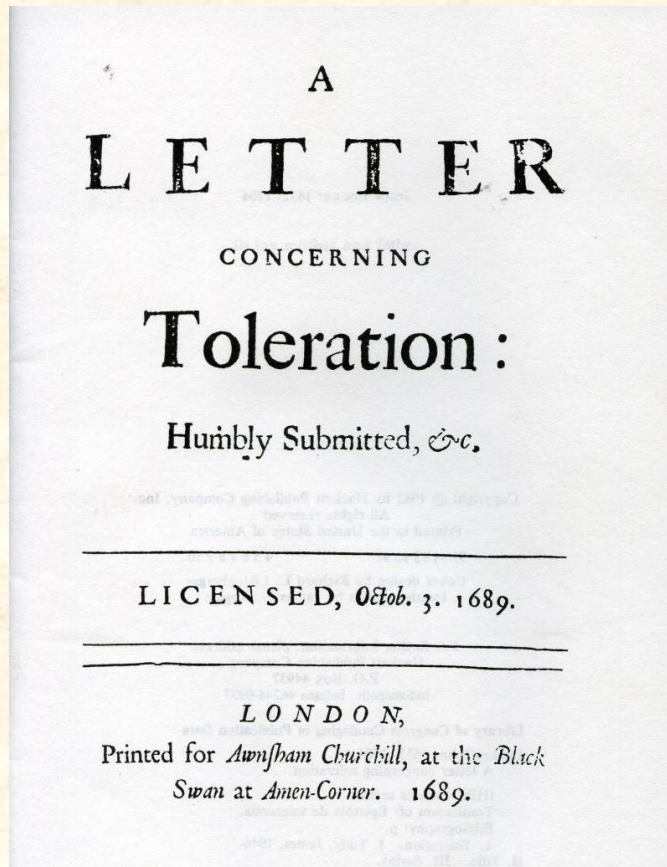 A
LETTER
CONCERNING
Toleration:
Humbly Submitted, &c.
LICENSED, Octob. 3. 1689.
LONDON,
Printed for Awnsham Churchill, at the Black
Swan at Amen-Corner. 1689.